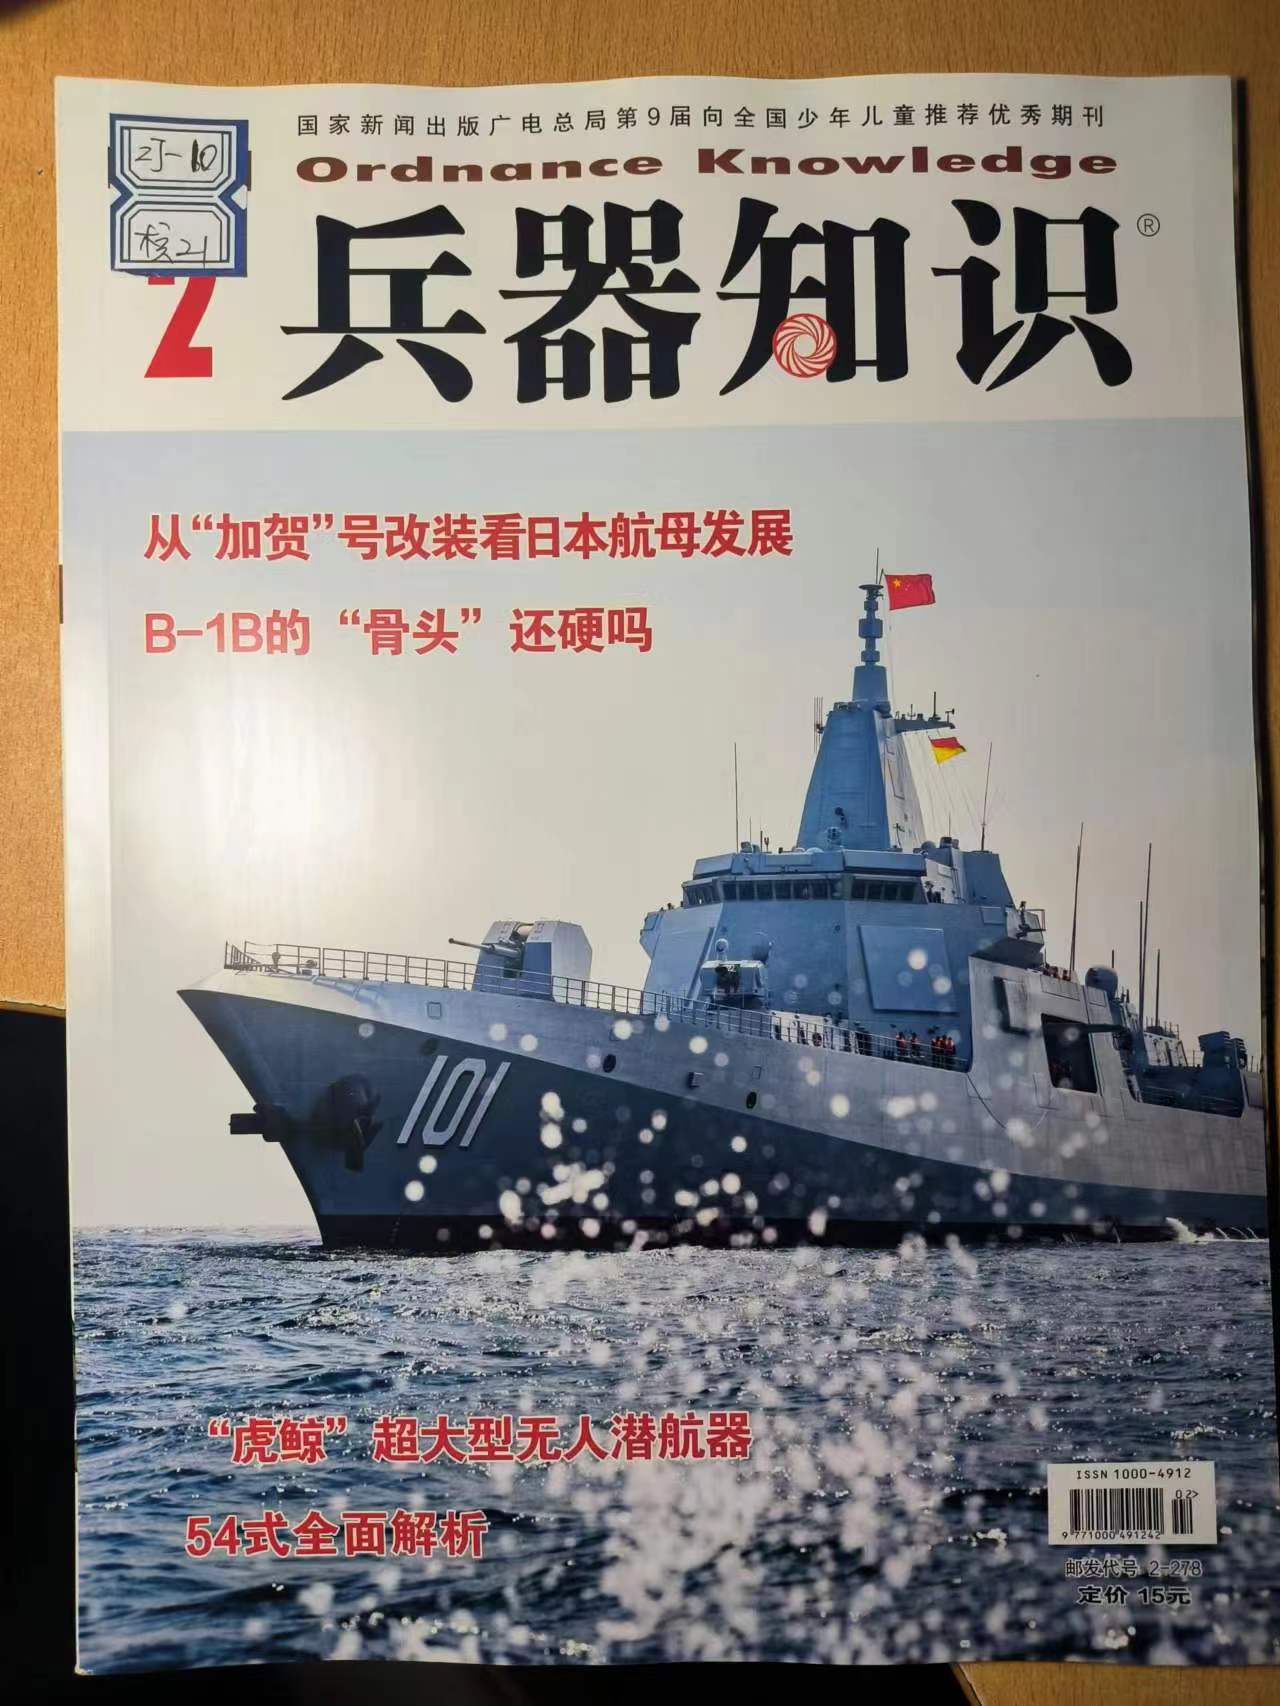 国家新闻出版广电总局第9届向全国少年儿童推荐优秀期刊
Ordnance Knowledge
21-10
核21
2
兵器知识®
从“加贺”号改装看日本航母发展
B-1B的“骨头”还硬吗
101
“虎鲸”超大型无人潜航器
54式全面解析
ISSN 1000-4912
02>
9 771000 491242
邮发代号 2-278
定价 15元